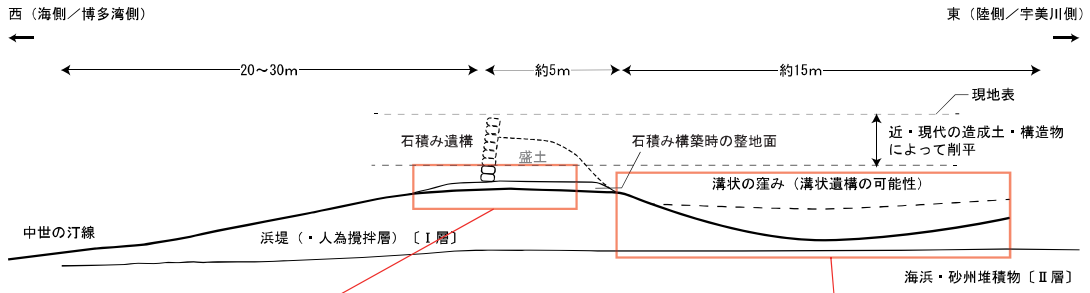 西（海側／博多湾側）
東（陸側／宇美川側）
20～30m
約5m
約15m
現地表
石積み遺構
石積み構築時の整地面
近・現代の造成土・構造物
によって削平
盛土
溝状の窪み（溝状遺構の可能性）
中世の汀線
浜堤（・人為攪拌層）〔Ⅰ層〕
海浜・砂州堆積物〔Ⅱ層〕